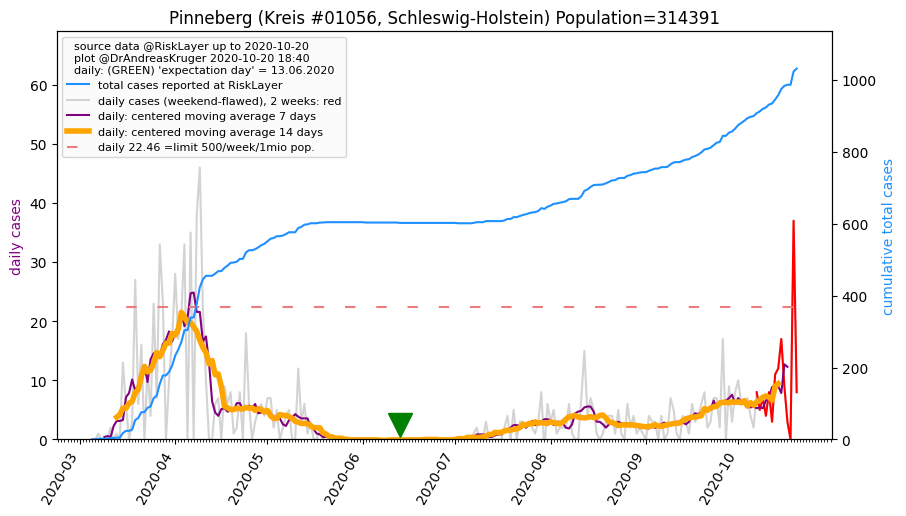 Pinneberg (Kreis #01056, Schleswig-Holstein) Population=314391
source data @RiskLayer up to 2020-10-20
plot @DrAndreasKruger 2020-10-20 18:40
daily: (GREEN) 'expectation day' = 13.06.2020
total cases reported at RiskLayer
daily cases (weekend-flawed), 2 weeks: red
daily: centered moving average 7 days
daily: centered moving average 14 days
daily 22.46 =limit 500/week/1mio pop.
daily cases
60
50
40
30
20
10
0
1000
800
600
400
200
0
cumulative total cases
2020-03
2020-04
2020-05
2020-06
2020-07
2020-08
2020-09
2020-10